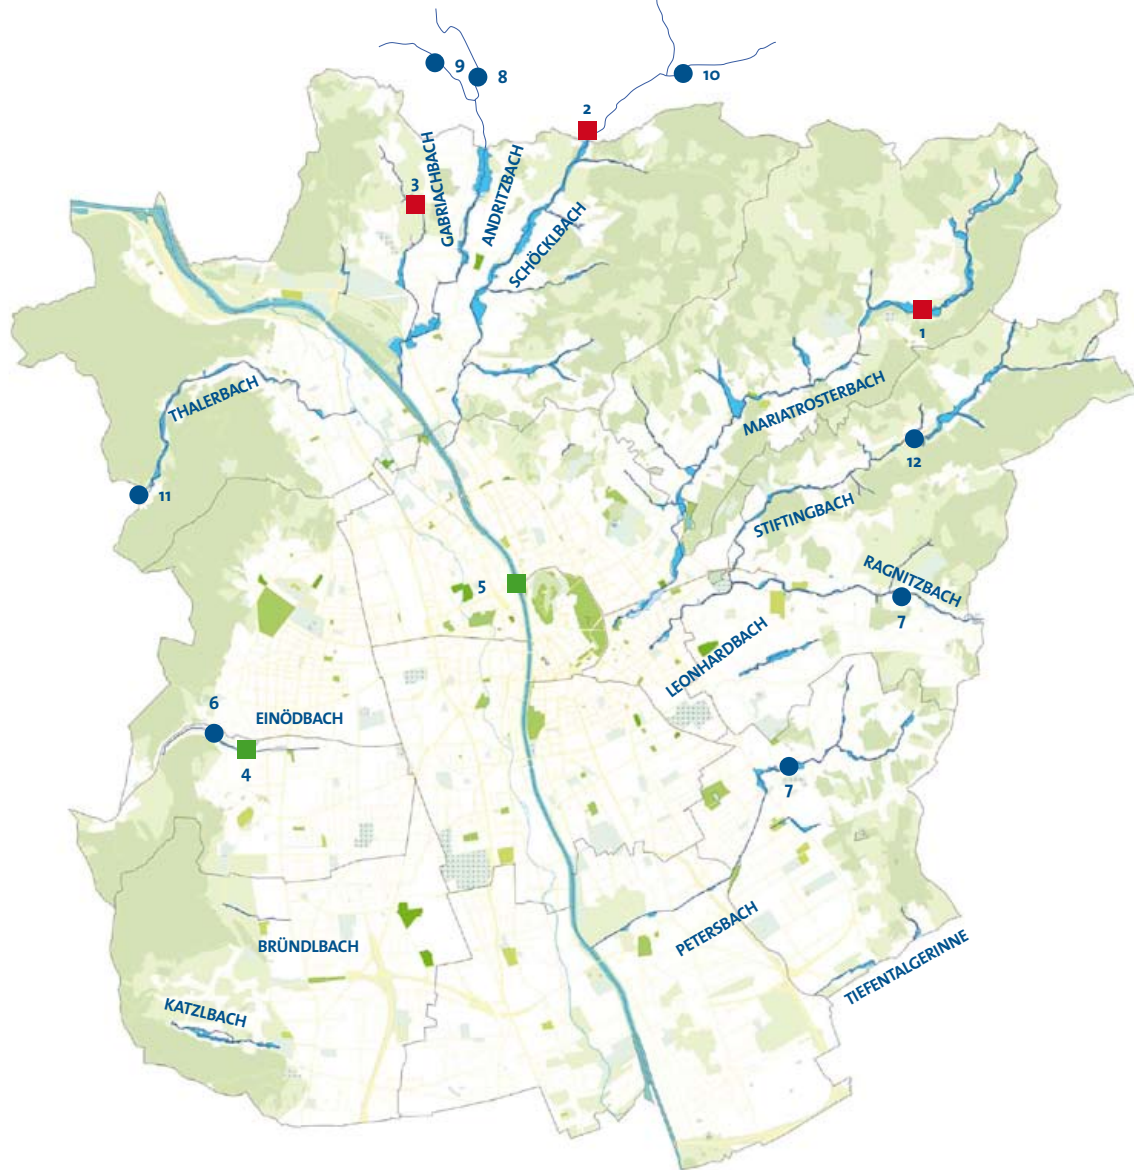 9
8
10
2
3
GABRIACHBACH
ANDRITZBACH
SCHÖCKLBACH
1
THALERBACH
MARIATROSTERBACH
12
11
STIFTINGBACH
RAGNITZBACH
5
7
LEONHARDBACH
6
EINÖDBACH
4
7
PETERSBACH
BRÜNDLBACH
TIEFENTALGERINNE
KATZLBACH